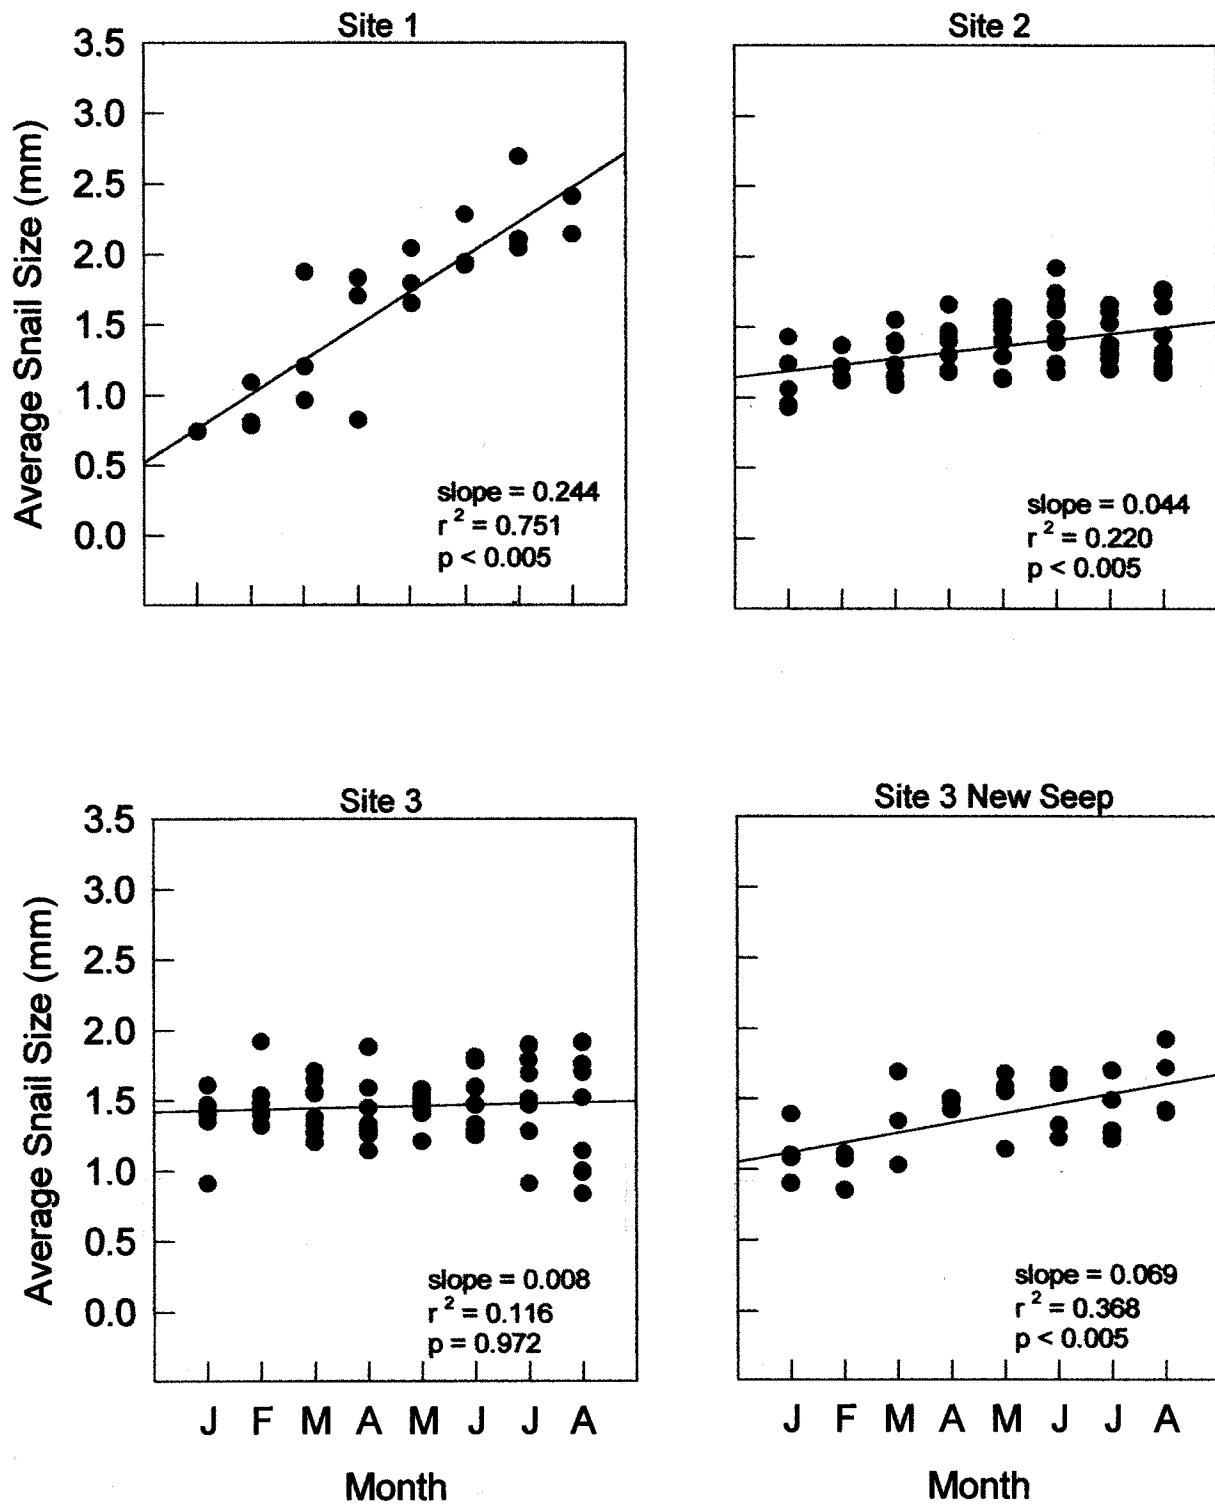 Site 1
Site 2
Average Snail Size (mm)
3.5
3.0
2.5
2.0
1.5
1.0
0.5
0.0
slope = 0.244
r ² = 0.751
p < 0.005
slope = 0.044
r ² = 0.220
p < 0.005
Site 3
Site 3 New Seep
Average Snail Size (mm)
3.5
3.0
2.5
2.0
1.5
1.0
0.5
0.0
slope = 0.008
r ² = 0.116
p = 0.972
slope = 0.069
r ² = 0.368
p < 0.005
J F M A M J J A
J F M A M J J A
Month
Month